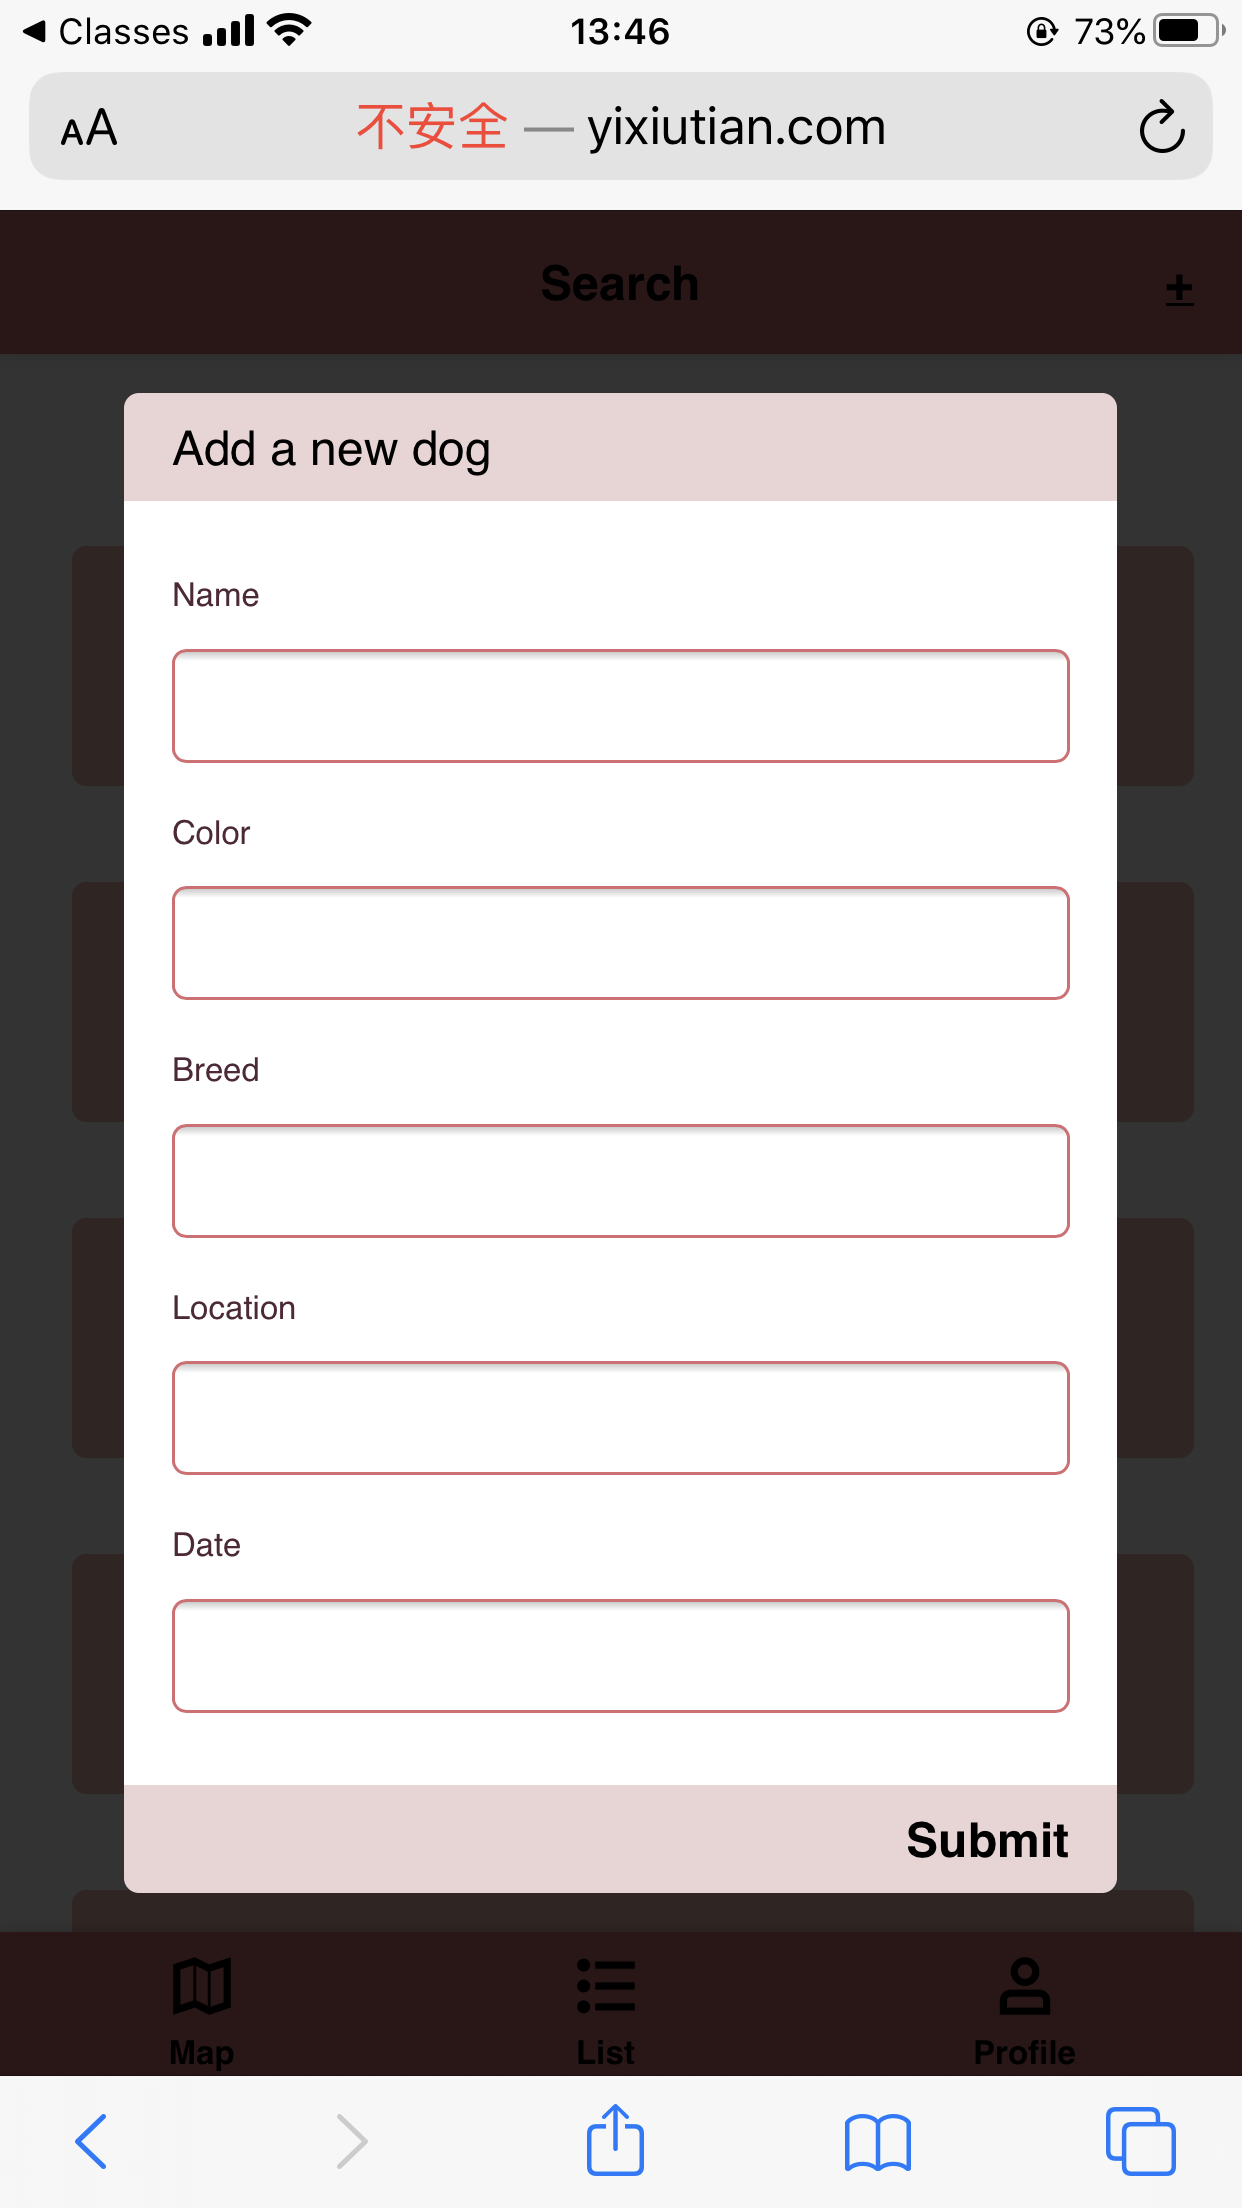 Classes 13:46 73%
AA 不安全 — yixiutian.com
Search +
Add a new dog
Name
Color
Breed
Location
Date
Submit
Map List Profile